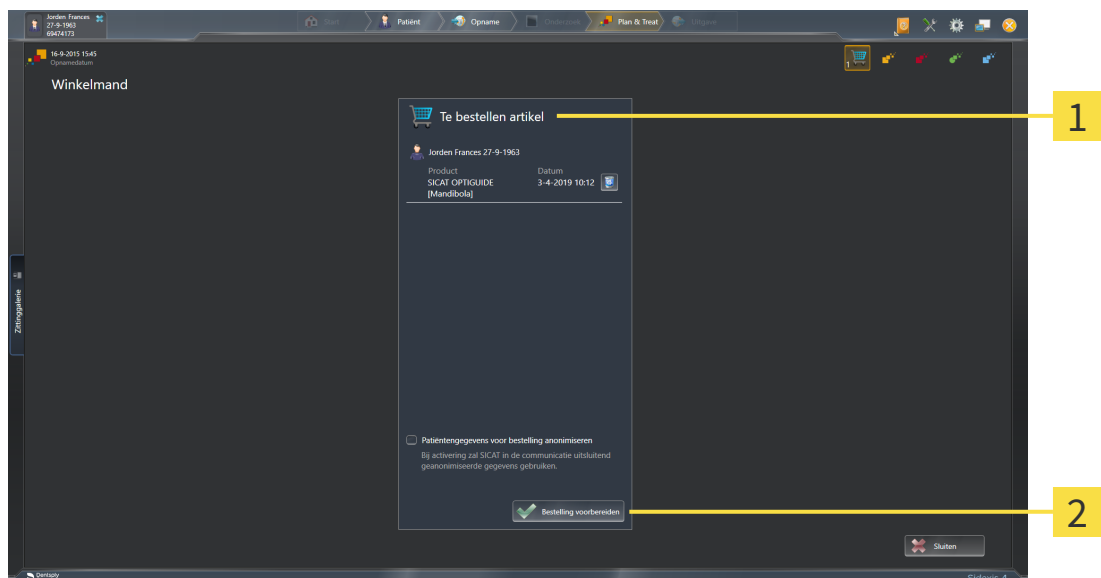 Jorden Frances
27-9-1963
69474173
Start
Patiënt
Opname
Onderzoek
Plan & Treat
Uitgave
16-9-2015 15:45
Opnamedatum
1
Winkelmand
Te bestellen artikel
1
Jorden Frances 27-9-1963
Product Datum
SICAT OPTIGUIDE 3-4-2019 10:12
[Mandibola]
Zittinggalerie
Patiëntengegevens voor bestelling anonimiseren
Bij activering zal SICAT in de communicatie uitsluitend
geanonimiseerde gegevens gebruiken.
Bestelling voorbereiden
2
Sluiten
Dentsply
Sidexis 4